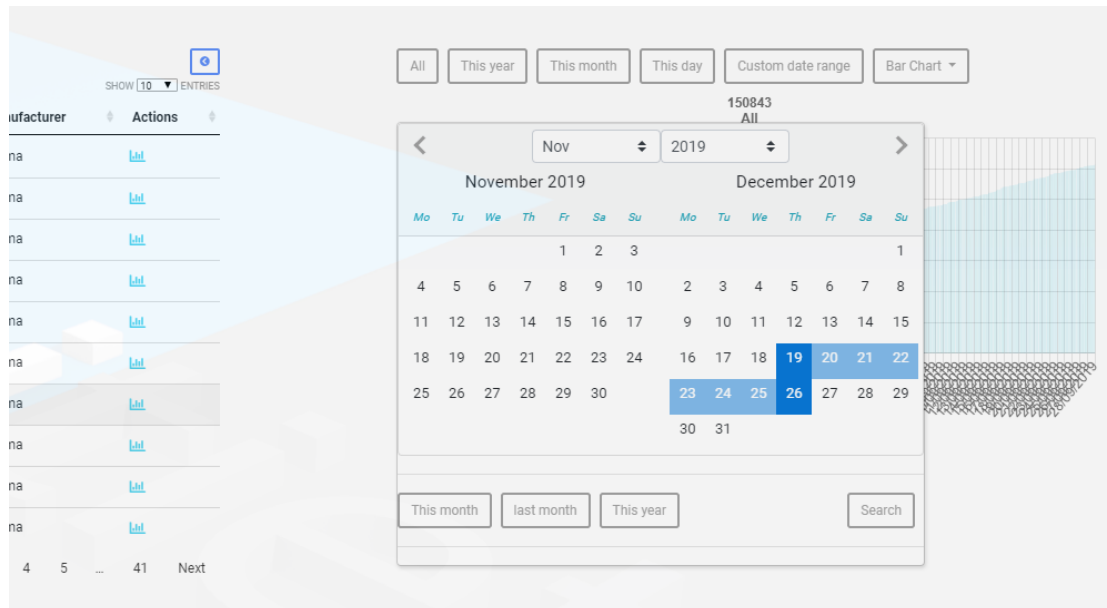 All This year This month This day Custom date range Bar Chart
SHOW 10 ENTRIES
150843
All
ufacturer Actions
Nov 2019
November 2019 December 2019
Mo Tu We Th Fr Sa Su Mo Tu We Th Fr Sa Su
1 2 3 1
4 5 6 7 8 9 10 2 3 4 5 6 7 8
11 12 13 14 15 16 17 9 10 11 12 13 14 15
18 19 20 21 22 23 24 16 17 18 19 20 21 22
25 26 27 28 29 30 23 24 25 26 27 28 29
30 31
na
na
na
na
na
na
na
na
na
na
28/09/2019
This month last month This year Search
4 5 ... 41 Next